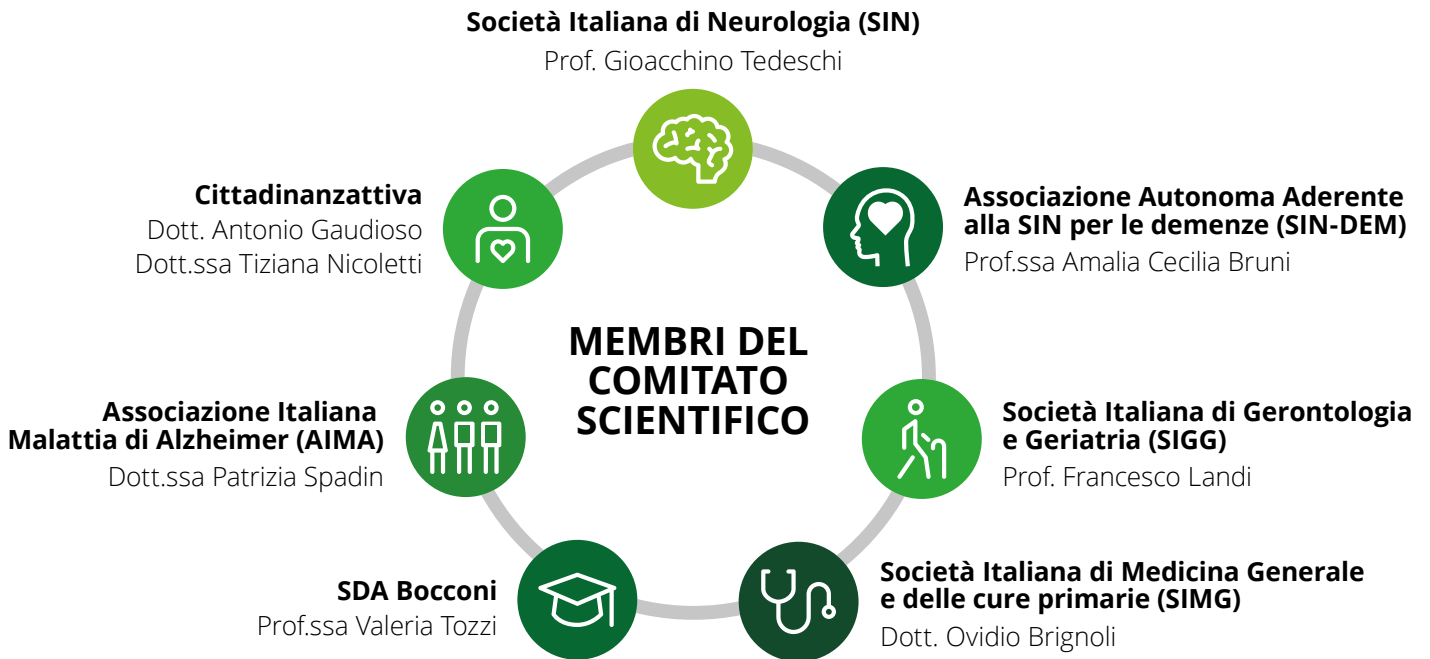 Società Italiana di Neurologia (SIN)
Prof. Gioacchino Tedeschi
Cittadinanzattiva
Dott. Antonio Gaudioso
Dott.ssa Tiziana Nicoletti
Associazione Autonoma Aderente
alla SIN per le demenze (SIN-DEM)
Prof.ssa Amalia Cecilia Bruni
MEMBRI DEL
COMITATO
SCIENTIFICO
Associazione Italiana
Malattia di Alzheimer (AIMA)
Dott.ssa Patrizia Spadin
Società Italiana di Gerontologia
e Geriatria (SIGG)
Prof. Francesco Landi
SDA Bocconi
Prof.ssa Valeria Tozzi
Società Italiana di Medicina Generale
e delle cure primarie (SIMG)
Dott. Ovidio Brignoli